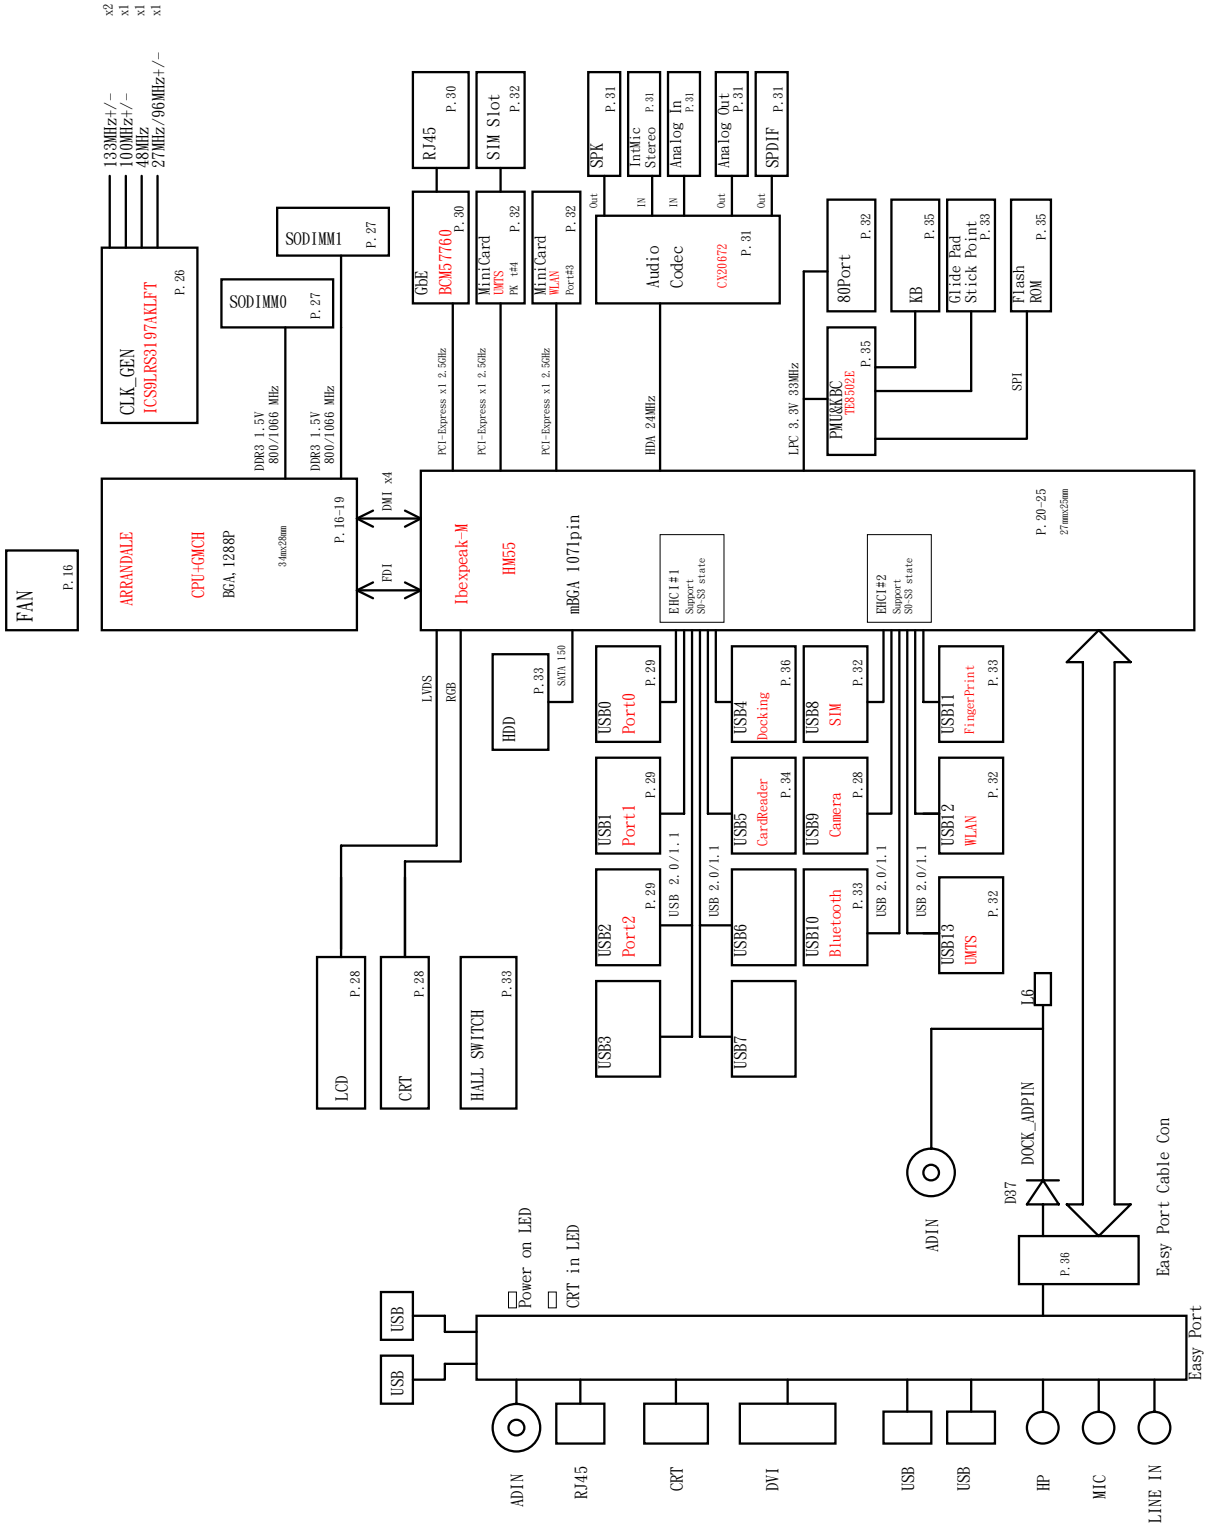 133MHz+/- x2
100MHz+/- x1
48MHz x1
27MHz/96MHz+/- x1
CLK_GEN
ICS9LRS3197AKLFT
P.26
SODIMM1
P.27
SODIMM0
P.27
DDR3 1.5V
800/1066 MHz
DDR3 1.5V
800/1066 MHz
FAN
P.16
ARRANDALE
CPU+GMCH
BGA,1288P
34mmx28mm
P.16-19
FDI
DMI x4
RJ45
P.30
SIM Slot
P.32
GbE
BCM57760
P.30
MiniCard
UMTS
P.32
MiniCard
WLAN
Port#3
P.32
PCI-Express x1 2.5GHz
PCI-Express x1 2.5GHz
PCI-Express x1 2.5GHz
SPK
P.31
IntMic
Stereo P.31
Analog In
P.31
Analog Out
P.31
SPDIF
P.31
Out
IN
IN
Out
Out
Audio
Codec
CX20672
P.31
HDA 24MHz
80Port
P.32
KB
P.35
Glide Pad
Stick Point
P.33
Flash
ROM
P.35
PMU&KBC
TE8502E
P.35
LPC 3.3V 33MHz
SPI
Ibexpeak-M
HM55
mBGA 1071pin
P.20-25
27mmx25mm
EHCI#1
Support
S0-S3 state
EHCI#2
Support
S0-S3 state
LVDS
RGB
SATA 150
HDD
P.33
LCD
P.28
CRT
P.28
HALL SWITCH
P.33
USB0
Port0
P.29
USB1
Port1
P.29
USB2
Port2
P.29
USB3
USB 2.0/1.1
USB 2.0/1.1
USB4
Docking
P.36
USB5
CardReader
P.34
USB6
USB7
USB8
SIM
P.32
USB9
Camera
P.28
USB10
Bluetooth
P.33
USB 2.0/1.1
USB 2.0/1.1
USB11
FingerPrint
P.33
USB12
WLAN
P.32
USB13
UMTS
P.32
L6
DOCK_ADPIN
D37
ADIN
P.36
Easy Port Cable Con
Power on LED
CRT in LED
USB
USB
Easy Port
ADIN
RJ45
CRT
DVI
USB
USB
HP
MIC
LINE IN